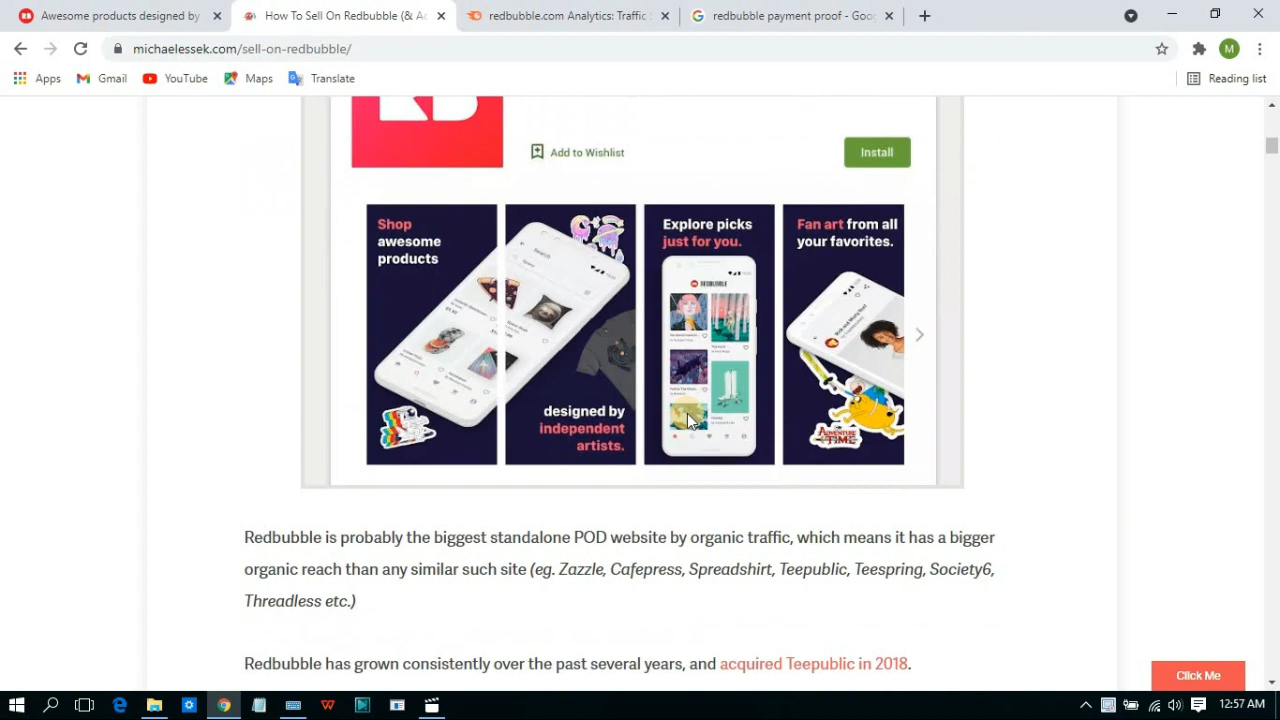 Awesome products designed by
How To Sell On Redbubble (& Ac
redbubble.com Analytics: Traffic S
redbubble payment proof - Goog
michaelessek.com/sell-on-redbubble/
M
Apps
Gmail
YouTube
Maps
Translate
Reading list
Add to Wishlist
Install
Shop
awesome
products
Search
designed by
independent
artists.
Explore picks
just for you.
REDBUBBLE
Fan art from all
your favorites.
ADVENTURE
TIME
Redbubble is probably the biggest standalone POD website by organic traffic, which means it has a bigger
organic reach than any similar such site (eg. Zazzle, Cafepress, Spreadshirt, Teepublic, Teespring, Society6,
Threadless etc.)
Redbubble has grown consistently over the past several years, and acquired Teepublic in 2018.
Click Me
12:57 AM